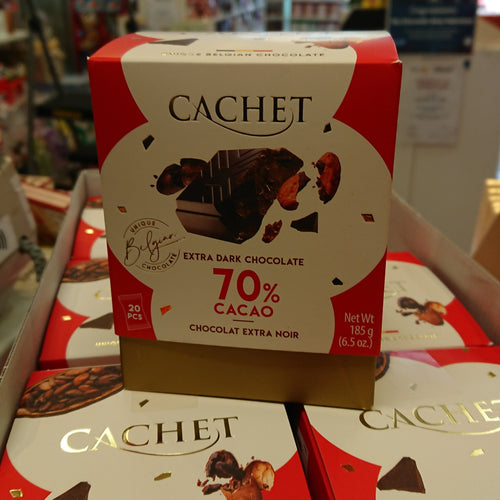 UNIQUE BELGIAN CHOCOLATE
CACHET
UNIQUE
Belgian
CHOCOLATE
EXTRA DARK CHOCOLATE
70%
CACAO
CHOCOLAT EXTRA NOIR
20
PCS
Net Wt
185 g
(6.5 oz.)
CACHET
CACHET